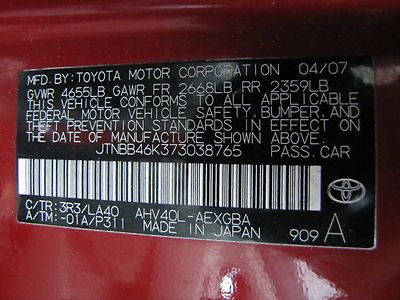 MFD.BY:TOYOTA MOTOR CORPORATION 04/07
GVWR 4655LB GAWR FR 2668LB RR 2359LB
THIS VEHICLE CONFORMS TO ALL APPLICABLE
FEDERAL MOTOR VEHICLE SAFETY, BUMPER, AND
THEFT PREVENTION STANDARDS IN EFFECT ON
THE DATE OF MANUFACTURE SHOWN ABOVE.
JTNBB46K373038765 PASS.CAR
C/TR:3R3/LA40 AHV40L-AEXGBA
A/TM:-01A/P311 MADE IN JAPAN
909 A
TOYOTA